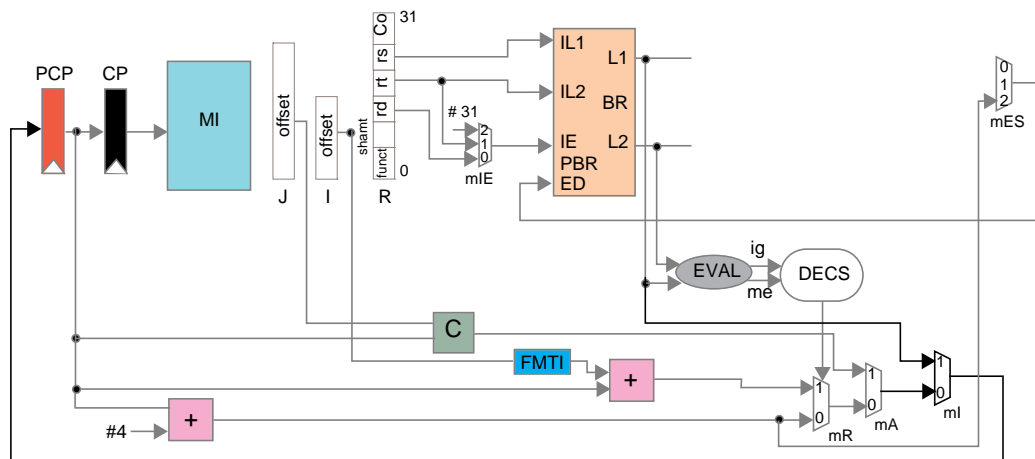 PCP
CP
MI
offset
J
offset
I
Co
rs
rt
rd
shamt
funct
31
0
R
# 31
2
1
0
mIE
IL1
IL2
IE
PBR
ED
L1
BR
L2
0
1
2
mES
EVAL
ig
me
DECS
C
FMTI
+
#4
+
1
0
mR
1
0
mA
1
0
mI